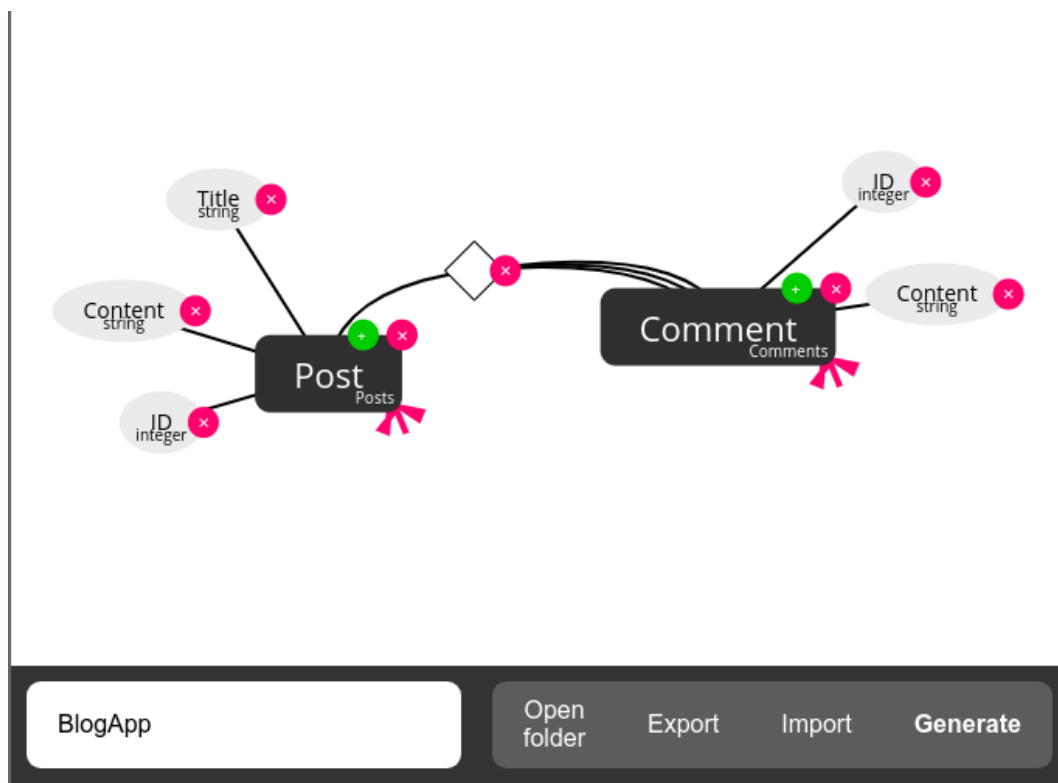 Title
string
Content
string
ID
integer
Post
Posts
ID
integer
Content
string
Comment
Comments
BlogApp
Open
folder
Export
Import
Generate